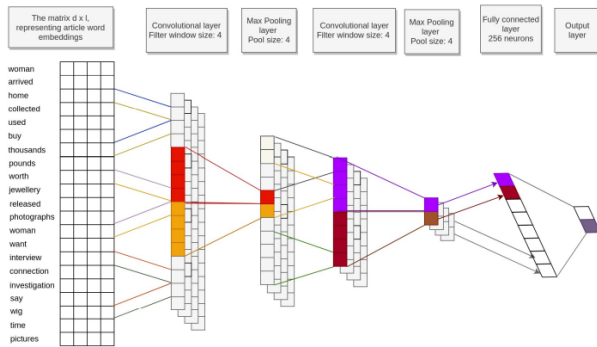 The matrix d x l,
representing article word
embeddings
Convolutional layer
Filter window size: 4
Max Pooling
layer
Pool size: 4
Convolutional layer
Filter window size: 4
Max Pooling
layer
Pool size: 4
Fully connected
layer
256 neurons
Output
layer
woman
arrived
home
collected
used
buy
thousands
pounds
worth
jewellery
released
photographs
woman
want
interview
connection
investigation
say
wig
time
pictures